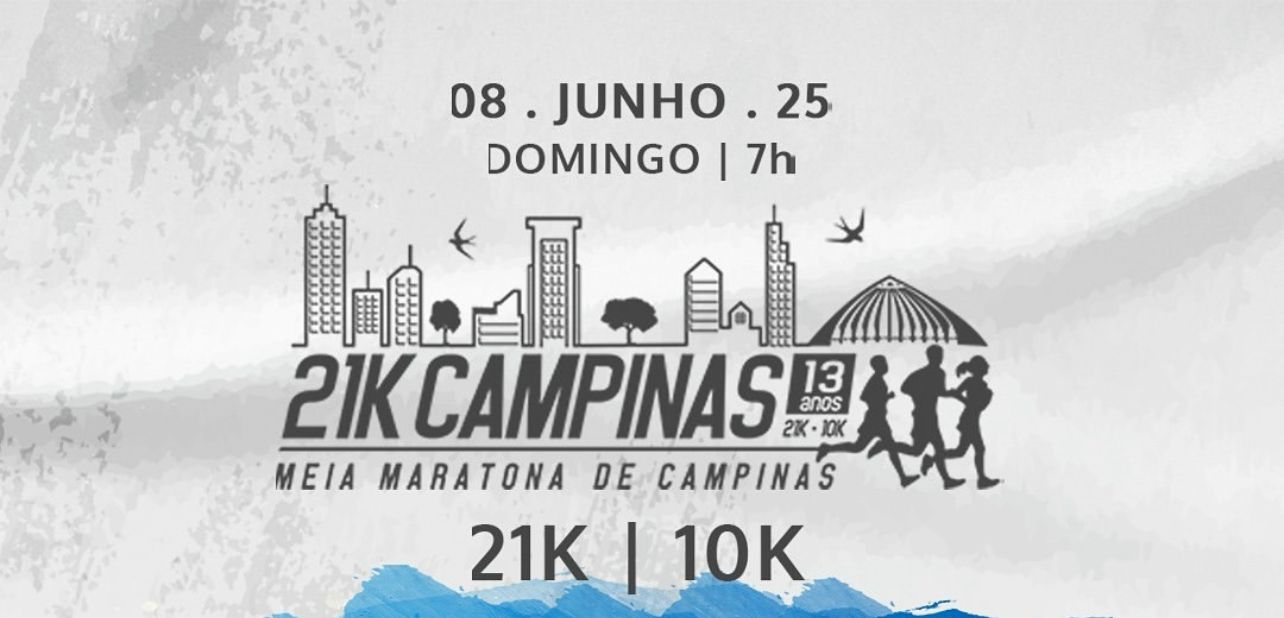 08 . JUNHO . 25
DOMINGO | 7h
21K CAMPINAS
13
anos
21K • 10K
MEIA MARATONA DE CAMPINAS
21K | 10K